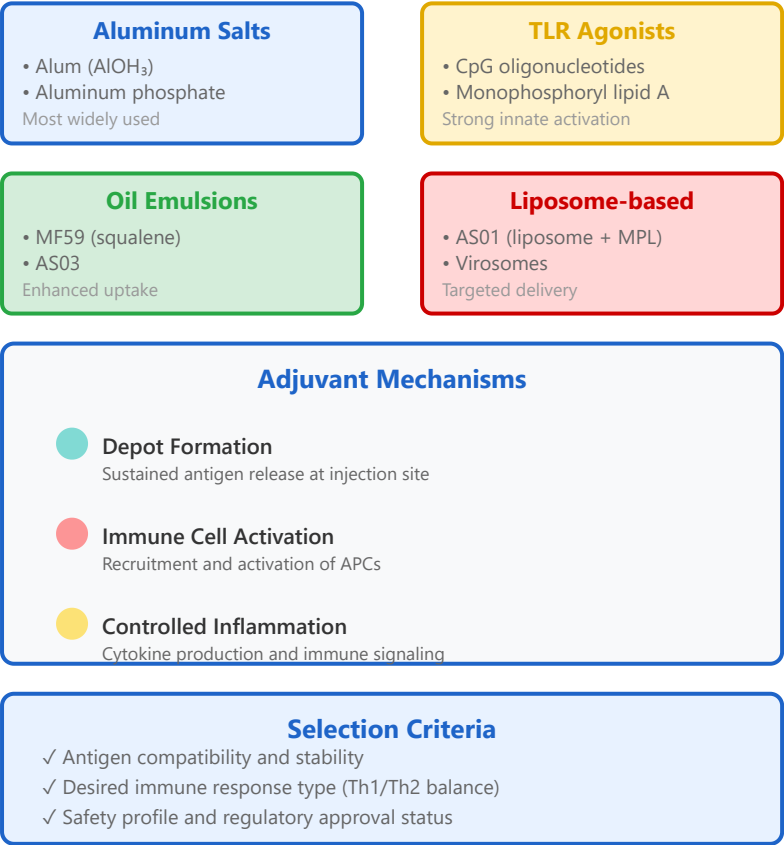 Aluminum Salts
• Alum (AlOH₃)
• Aluminum phosphate
Most widely used
TLR Agonists
• CpG oligonucleotides
• Monophosphoryl lipid A
Strong innate activation
Oil Emulsions
• MF59 (squalene)
• AS03
Enhanced uptake
Liposome-based
• AS01 (liposome + MPL)
• Virosomes
Targeted delivery
Adjuvant Mechanisms
Depot Formation
Sustained antigen release at injection site
Immune Cell Activation
Recruitment and activation of APCs
Controlled Inflammation
Cytokine production and immune signaling
Selection Criteria
✓ Antigen compatibility and stability
✓ Desired immune response type (Th1/Th2 balance)
✓ Safety profile and regulatory approval status